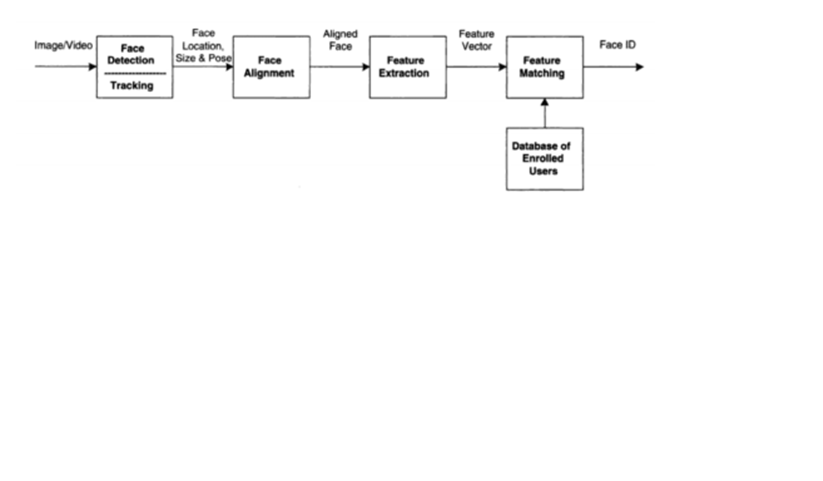 Image/Video
Face
Detection
Tracking
Face
Location,
Size & Pose
Face
Alignment
Aligned
Face
Feature
Extraction
Feature
Vector
Feature
Matching
Face ID
Database of
Enrolled
Users